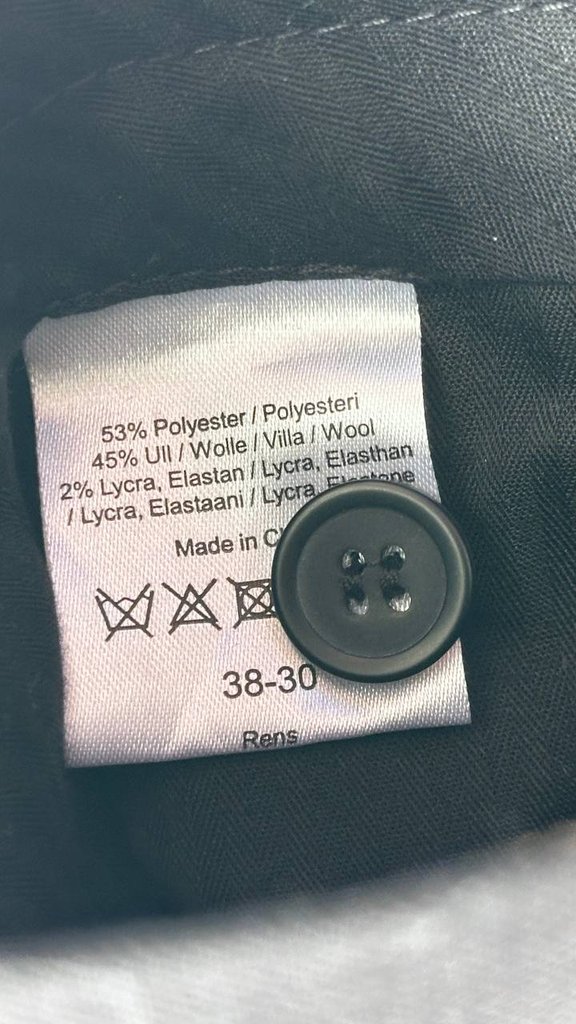 53% Polyester / Polyesteri
45% Ull / Wolle / Villa / Wool
2% Lycra, Elastan / Lycra, Elasthan
/ Lycra, Elastaani / Lycra,
Made in
38-30
Rens